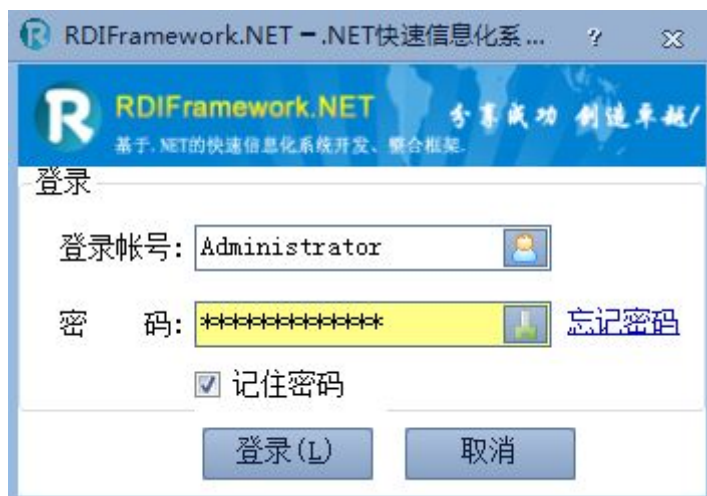 RDIFramework.NET - .NET快速信息化系...
RDIFramework.NET
分享成功 创造卓越!
基于.NET的快速信息化系统开发、整合框架.
登录
登录帐号: Administrator
密 码: *************
忘记密码
记住密码
登录(L) 取消